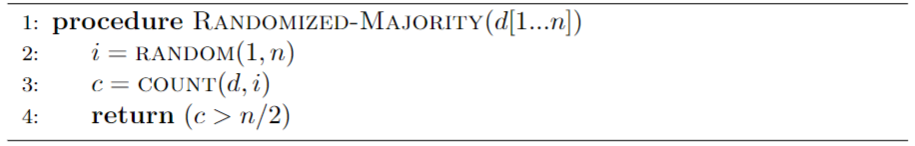 1: procedure RANDOMIZED-MAJORITY(d[1...n])
2: i = RANDOM(1, n)
3: c = COUNT(d, i)
4: return (c > n/2)